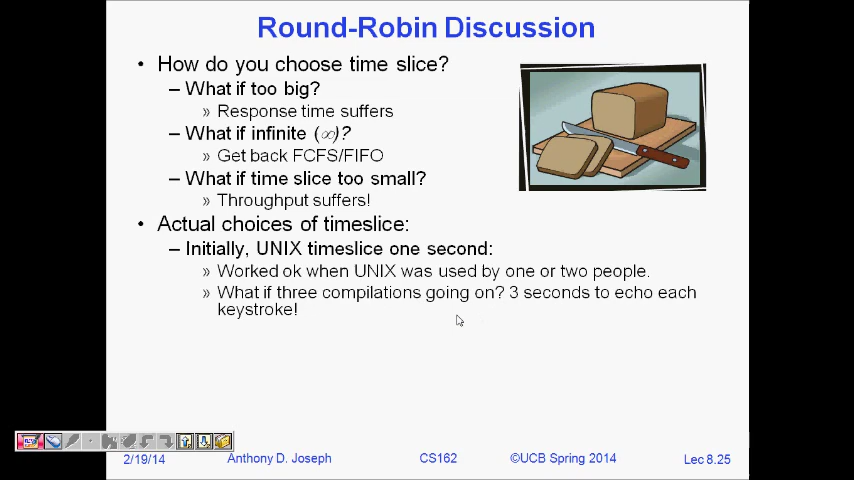 Round-Robin Discussion
• How do you choose time slice?
– What if too big?
» Response time suffers
– What if infinite (∞)?
» Get back FCFS/FIFO
– What if time slice too small?
» Throughput suffers!
• Actual choices of timeslice:
– Initially, UNIX timeslice one second:
» Worked ok when UNIX was used by one or two people.
» What if three compilations going on? 3 seconds to echo each
keystroke!
2/19/14 Anthony D. Joseph CS162 ©UCB Spring 2014 Lec 8.25